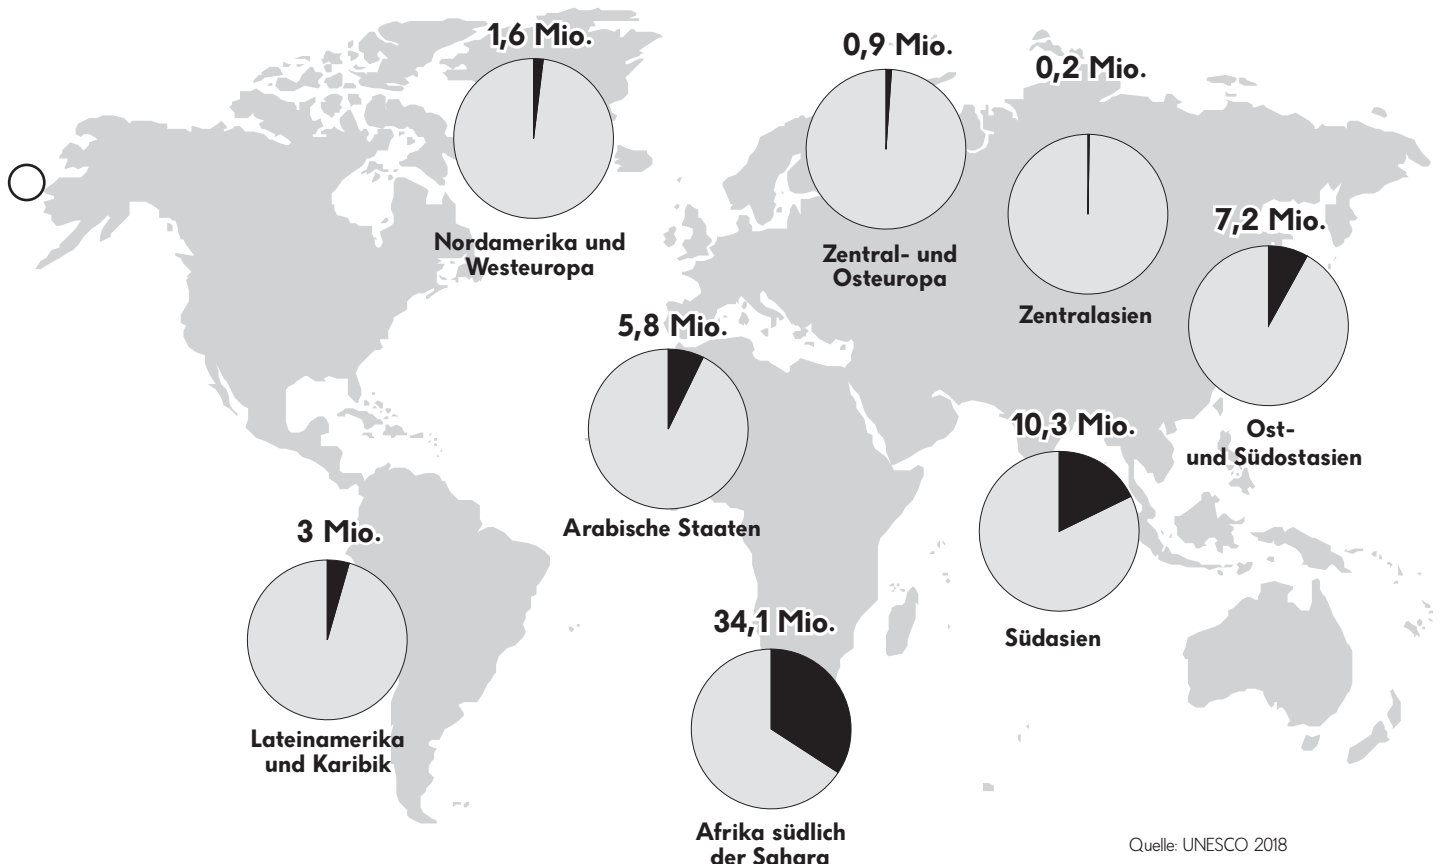 1,6 Mio.
Nordamerika und
Westeuropa
0,9 Mio.
Zentral- und
Osteuropa
0,2 Mio.
Zentralasien
7,2 Mio.
Ost-
und Südostasien
5,8 Mio.
Arabische Staaten
10,3 Mio.
Südasien
3 Mio.
Lateinamerika
und Karibik
34,1 Mio.
Afrika südlich
der Sahara
Quelle: UNESCO 2018